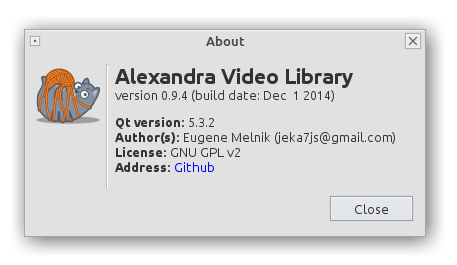 About
Alexandra Video Library
version 0.9.4 (build date: Dec 1 2014)
Qt version: 5.3.2
Author(s): Eugene Melnik (jeka7js@gmail.com)
License: GNU GPL v2
Address: Github
Close